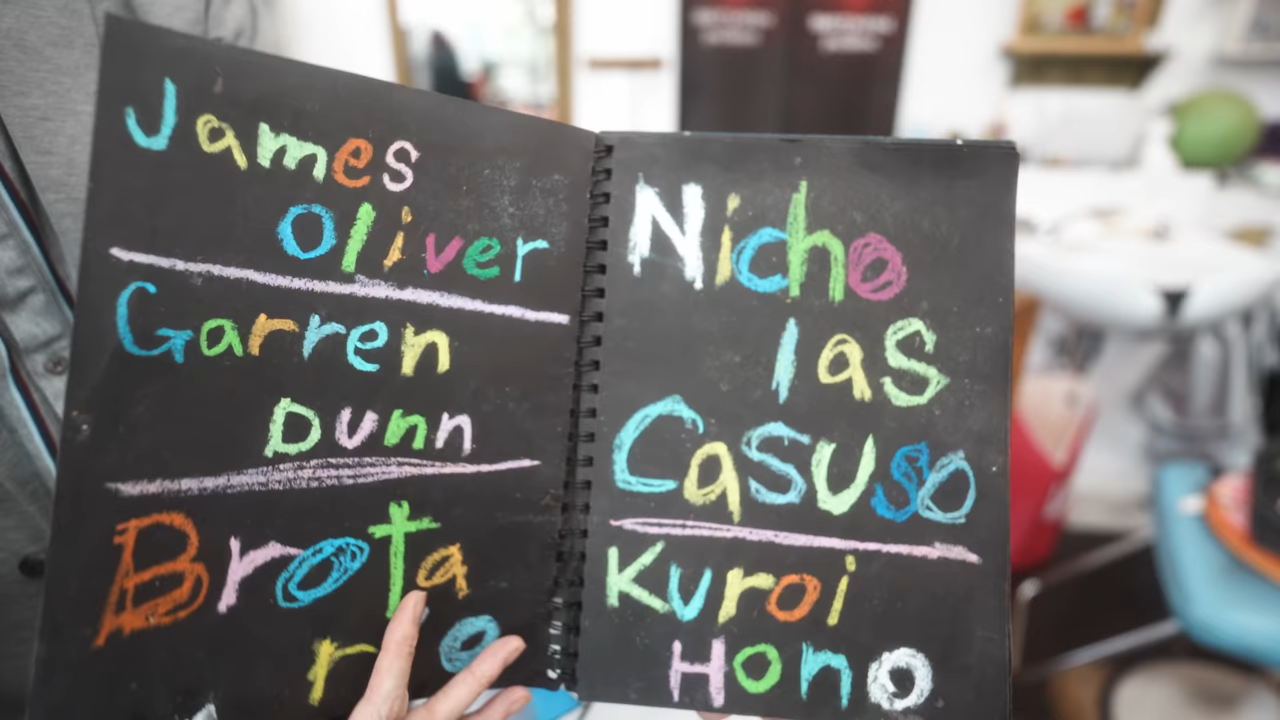 James
Oliver
Garren
Dunn
Brota
ro
Nicho
las
Casuso
Kuroi
Hono